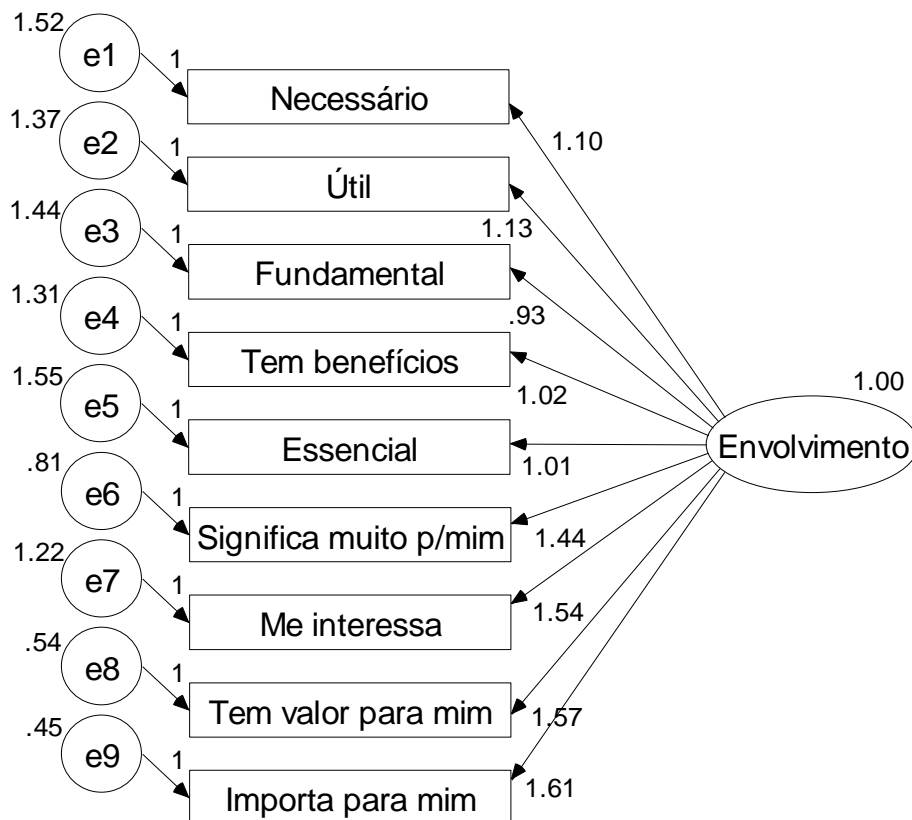 1.52
e1
1
Necessário
1.10
1.37
e2
1
Útil
1.13
1.44
e3
1
Fundamental
.93
1.31
e4
1
Tem benefícios
1.02
1.00
1.55
e5
1
Essencial
1.01
Envolvimento
.81
e6
1
Significa muito p/mim
1.44
1.22
e7
1
Me interessa
1.54
.54
e8
1
Tem valor para mim
1.57
.45
e9
1
Importa para mim
1.61